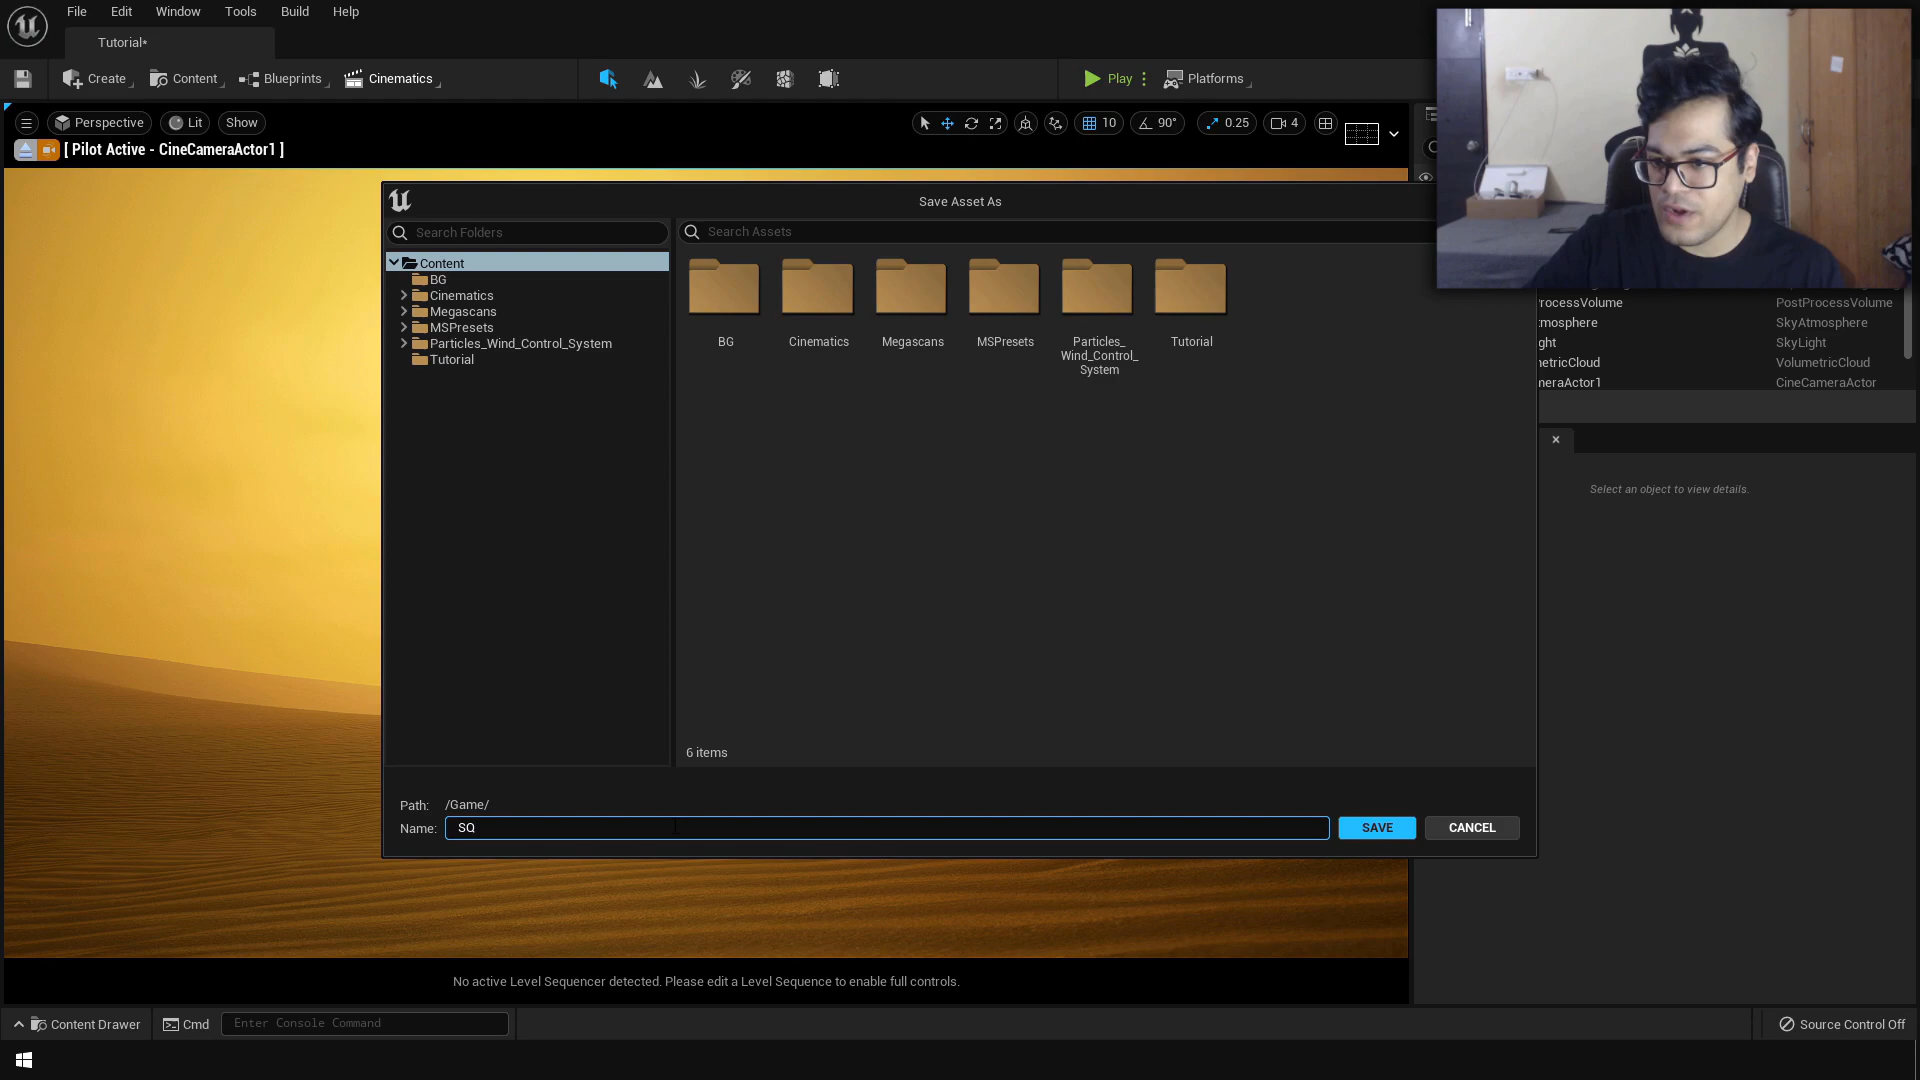 File Edit Window Tools Build Help
Tutorial*
Create Content Blueprints Cinematics Play Platforms
Perspective Lit Show 10 90° 0.25 4
[ Pilot Active - CineCameraActor1 ]
Save Asset As
Search Folders
Search Assets
Content
BG
Cinematics
Megascans
MSPresets
Particles_Wind_Control_System
Tutorial
BG
Cinematics
Megascans
MSPresets
Particles_
Wind_Control_
System
Tutorial
6 items
Path: /Game/
Name: SQ
SAVE CANCEL
rocessVolume PostProcessVolume
tmosphere SkyAtmosphere
ght SkyLight
metricCloud VolumetricCloud
meraActor1 CineCameraActor
Select an object to view details.
No active Level Sequencer detected. Please edit a Level Sequence to enable full controls.
Content Drawer Cmd Enter Console Command Source Control Off